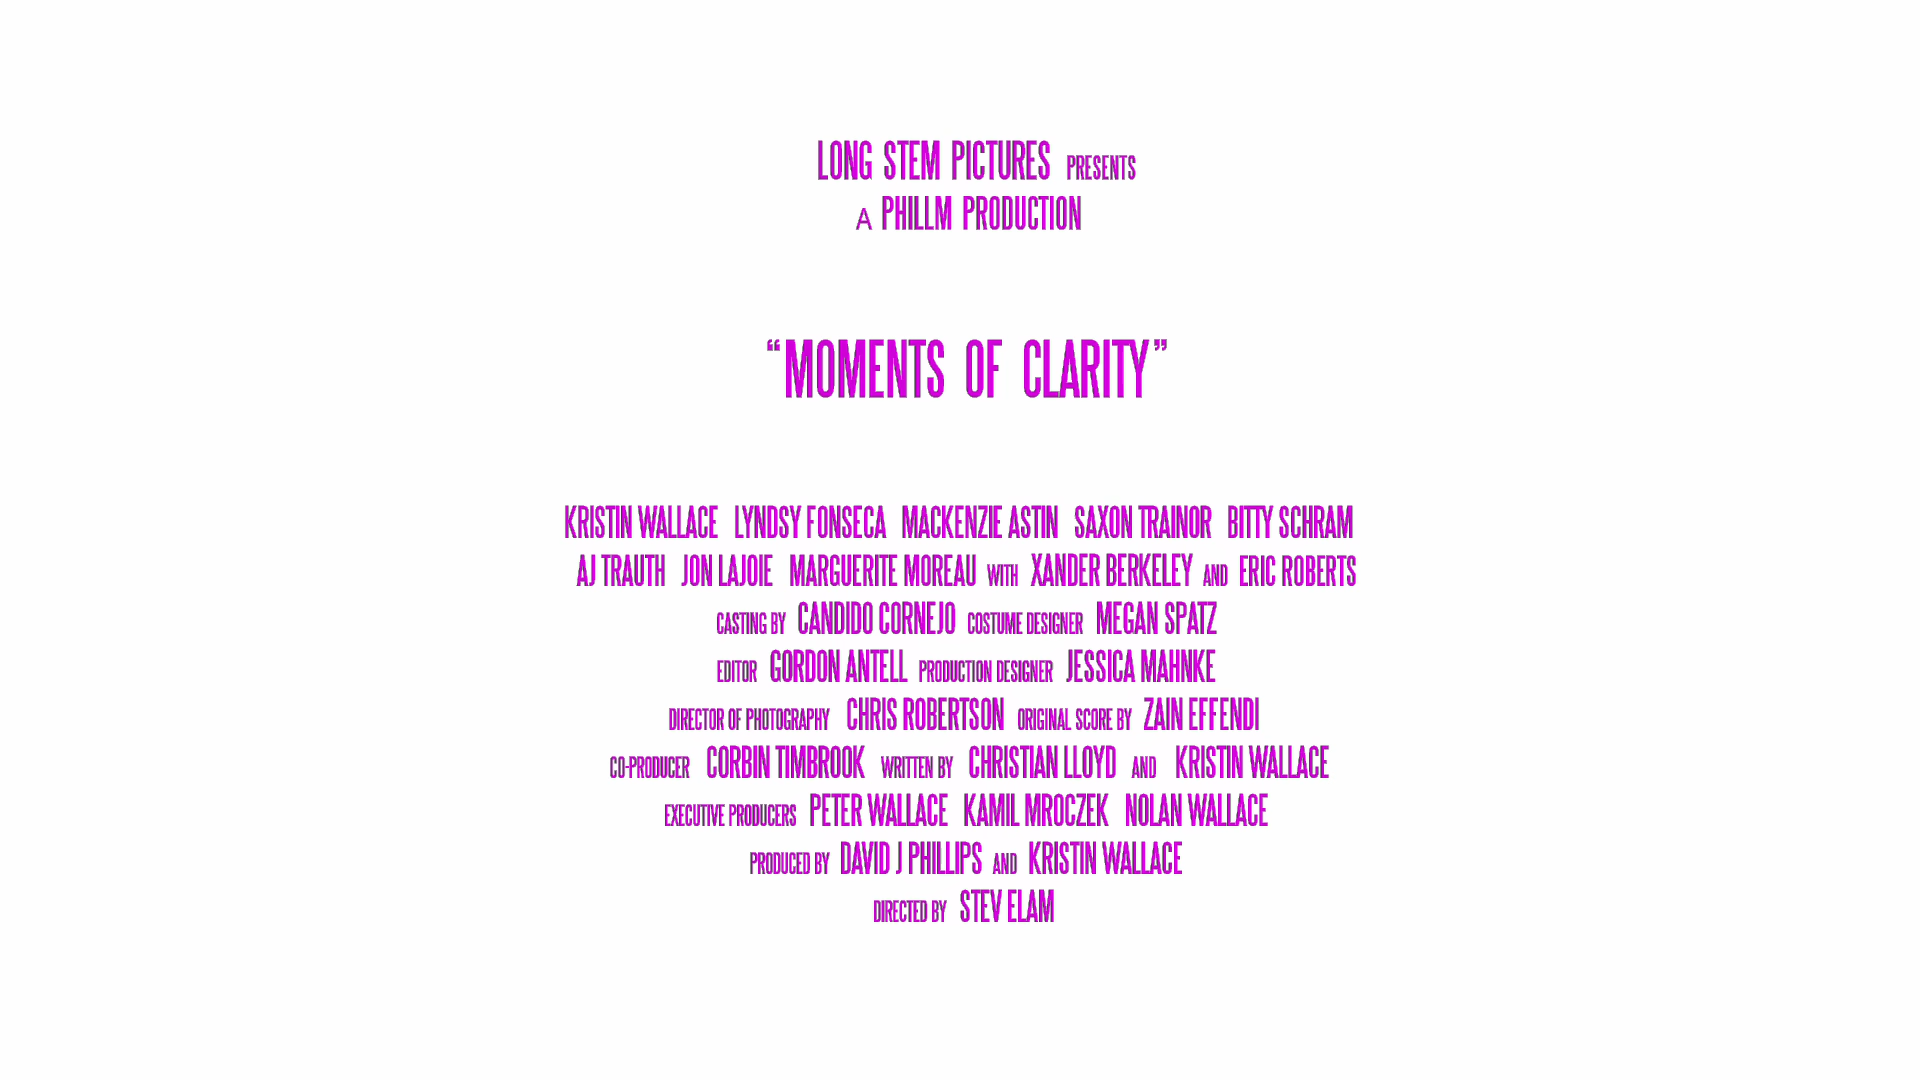 LONG STEM PICTURES PRESENTS
A PHILLM PRODUCTION
“MOMENTS OF CLARITY”
KRISTIN WALLACE LYNDSY FONSECA MACKENZIE ASTIN SAXON TRAINOR BITTY SCHRAM
AJ TRAUTH JON LAJOIE MARGUERITE MOREAU WITH XANDER BERKELEY AND ERIC ROBERTS
CASTING BY CANDIDO CORNEJO COSTUME DESIGNER MEGAN SPATZ
EDITOR GORDON ANTELL PRODUCTION DESIGNER JESSICA MAHNKE
DIRECTOR OF PHOTOGRAPHY CHRIS ROBERTSON ORIGINAL SCORE BY ZAIN EFFENDI
CO-PRODUCER CORBIN TIMBROOK WRITTEN BY CHRISTIAN LLOYD AND KRISTIN WALLACE
EXECUTIVE PRODUCERS PETER WALLACE KAMIL MROCZEK NOLAN WALLACE
PRODUCED BY DAVID J PHILLIPS AND KRISTIN WALLACE
DIRECTED BY STEV ELAM